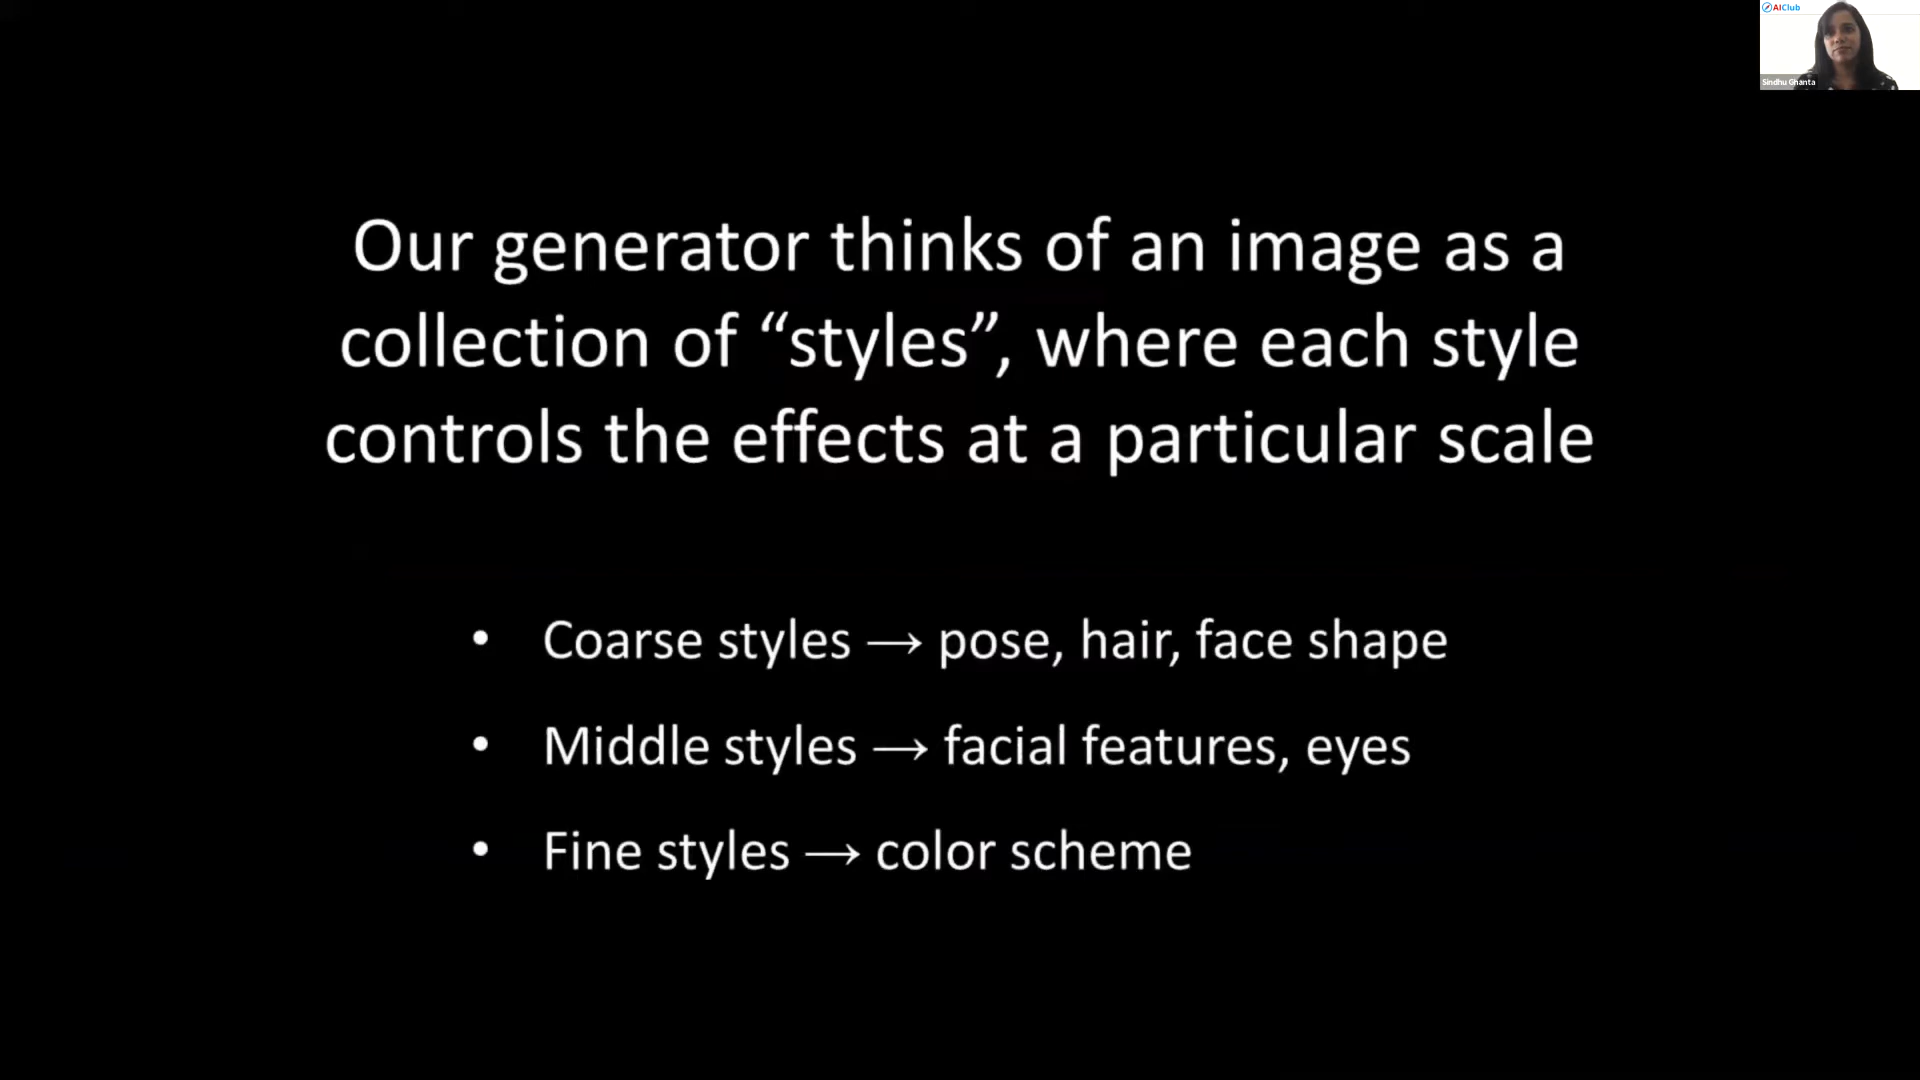 AIClub
Sindhu Ghanta
Our generator thinks of an image as a
collection of “styles”, where each style
controls the effects at a particular scale
• Coarse styles → pose, hair, face shape
• Middle styles → facial features, eyes
• Fine styles → color scheme